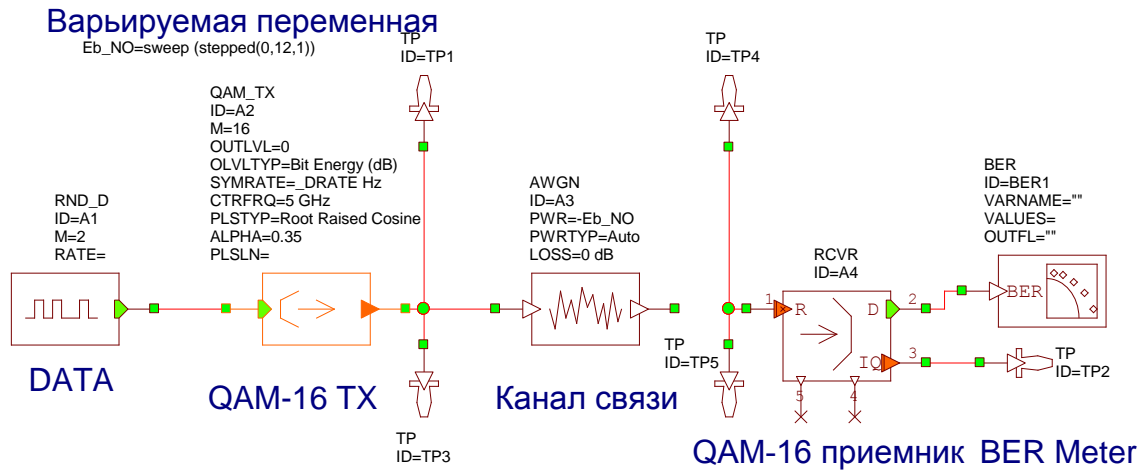 Варьируемая переменная
Eb_NO=sweep (stepped(0,12,1))
TP
ID=TP1
TP
ID=TP4
QAM_TX
ID=A2
M=16
OUTLVL=0
OLVLTYP=Bit Energy (dB)
SYMRATE=_DRATE Hz
CTRFRQ=5 GHz
PLSTYP=Root Raised Cosine
ALPHA=0.35
PLSLN=
RND_D
ID=A1
M=2
RATE=
AWGN
ID=A3
PWR=-Eb_NO
PWRTYP=Auto
LOSS=0 dB
BER
ID=BER1
VARNAME=""
VALUES=
OUTFL=""
RCVR
ID=A4
1
R
D
2
IQ
3
5
4
BER
TP
ID=TP5
TP
ID=TP2
DATA
QAM-16 TX
Канал связи
TP
ID=TP3
QAM-16 приемник
BER Meter